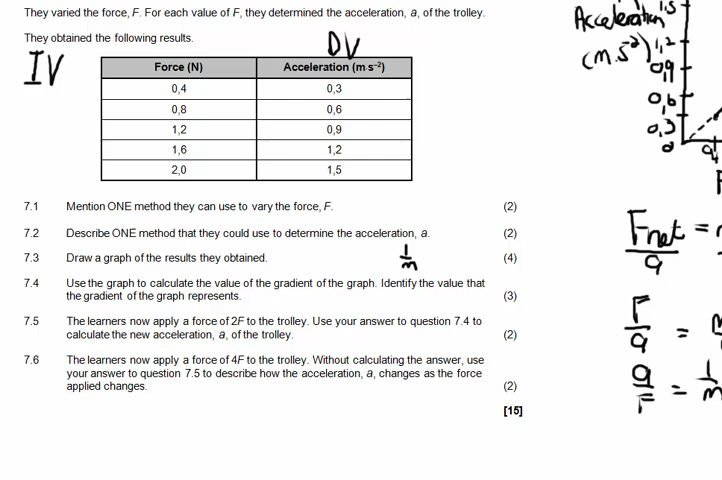 They varied the force, F. For each value of F, they determined the acceleration, a, of the trolley.
They obtained the following results.
IV
DV
Force (N) Acceleration (m·s⁻²)
0,4 0,3
0,8 0,6
1,2 0,9
1,6 1,2
2,0 1,5
7.1 Mention ONE method they can use to vary the force, F. (2)
7.2 Describe ONE method that they could use to determine the acceleration, a. (2)
7.3 Draw a graph of the results they obtained. 1/m (4)
7.4 Use the graph to calculate the value of the gradient of the graph. Identify the value that
the gradient of the graph represents. (3)
7.5 The learners now apply a force of 2F to the trolley. Use your answer to question 7.4 to
calculate the new acceleration, a, of the trolley. (2)
7.6 The learners now apply a force of 4F to the trolley. Without calculating the answer, use
your answer to question 7.5 to describe how the acceleration, a, changes as the force
applied changes. (2)
[15]
Acceleration
(m.s⁻²)
1,5
1,2
0,9
0,6
0,3
0
Fnet/a =
F/a = m
a/F = 1/m